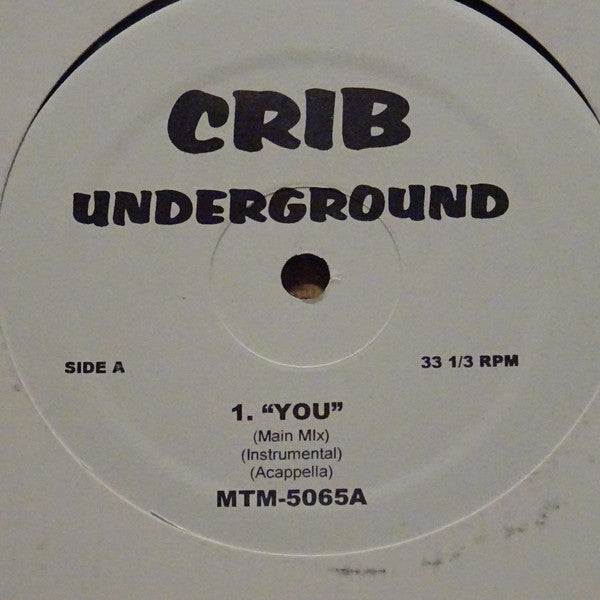 CRIB
UNDERGROUND
SIDE A
33 1/3 RPM
1. “YOU”
(Main MIx)
(Instrumental)
(Acappella)
MTM-5065A